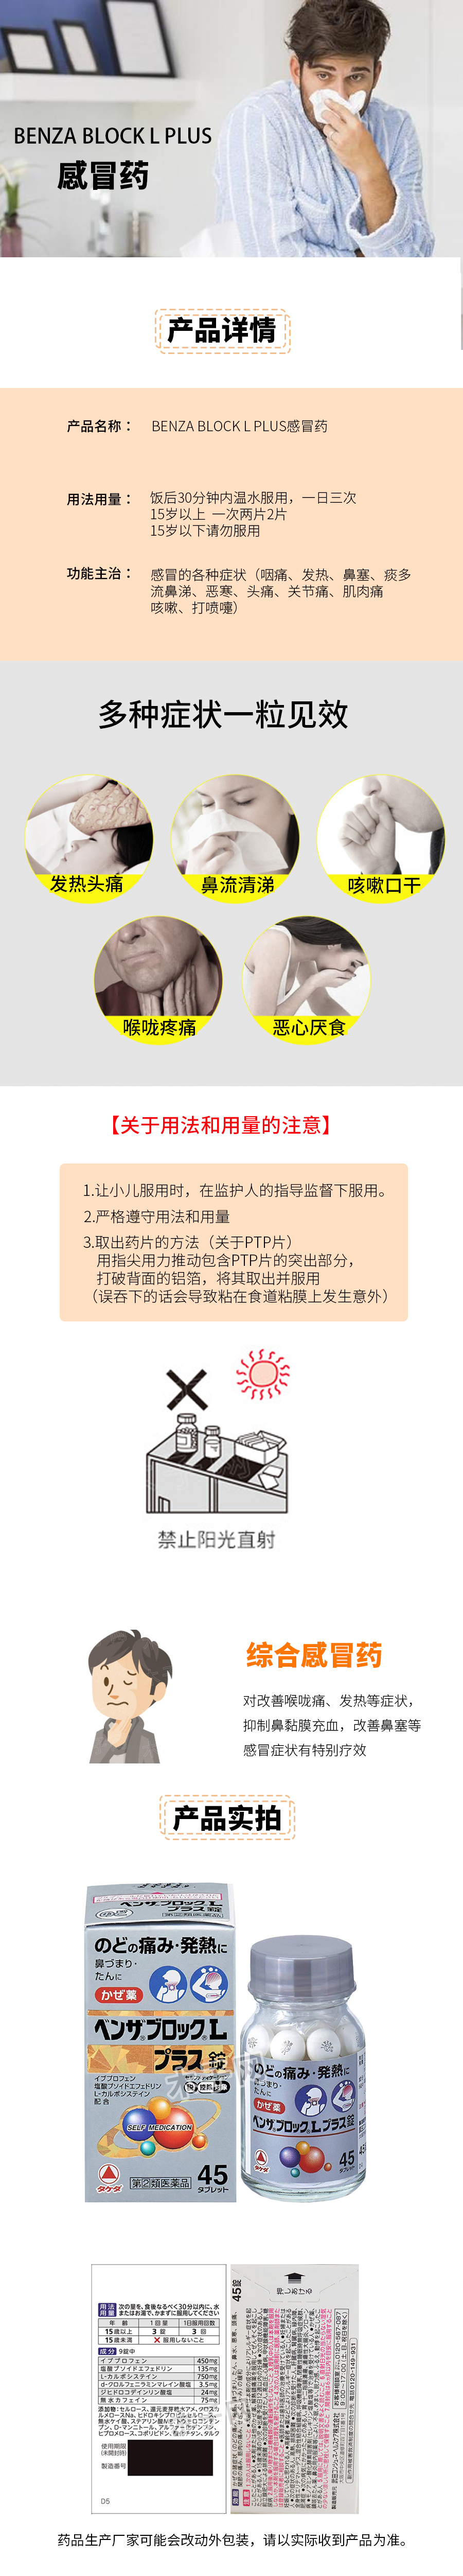 BENZA BLOCK L PLUS
感冒药
产品详情
产品名称：
BENZA BLOCK L PLUS感冒药
用法用量：
饭后30分钟内温水服用，一日三次
15岁以上 一次两片2片
15岁以下请勿服用
功能主治：
感冒的各种症状（咽痛、发热、鼻塞、痰多
流鼻涕、恶寒、头痛、关节痛、肌肉痛
咳嗽、打喷嚏）
多种症状一粒见效
发热头痛
鼻流清涕
咳嗽口干
喉咙疼痛
恶心厌食
【关于用法和用量的注意】
1.让小儿服用时，在监护人的指导监督下服用。
2.严格遵守用法和用量
3.取出药片的方法（关于PTP片）
用指尖用力推动包含PTP片的突出部分，
打破背面的铝箔，将其取出并服用
（误吞下的话会导致粘在食道粘膜上发生意外）
禁止阳光直射
综合感冒药
对改善喉咙痛、发热等症状，
抑制鼻黏膜充血，改善鼻塞等
感冒症状有特别疗效
产品实拍
ベンザブロックL
プラス錠
のどの痛み・発熱に
鼻づまり・
たんに
かぜ薬
ベンザブロックL
プラス錠
イブプロフェン
塩酸プソイドエフェドリン
L-カルボシステイン
配合
SELF MEDICATION
タケダ
第②類医薬品
45
タブレット
のどの痛み・発熱に
鼻づまり・
たんに
かぜ薬
ベンザブロックLプラス錠
タケダ
45
タブレット
用法用量
次の量を、食後なるべく30分以内に、水
またはお湯で、かまずに服用してください
年齢 1回量 1日服用回数
15歳以上 3錠 3回
15歳未満 ×服用しないこと
成分 9錠中
イブプロフェン 450mg
塩酸プソイドエフェドリン 135mg
L-カルボシステイン 750mg
d-クロルフェニラミンマレイン酸塩 3.5mg
ジヒドロコデインリン酸塩 24mg
無水カフェイン 75mg
使用期限
(未開封時)
製造番号
D5
45錠
押しあける
药品生产厂家可能会改动外包装，请以实际收到产品为准。